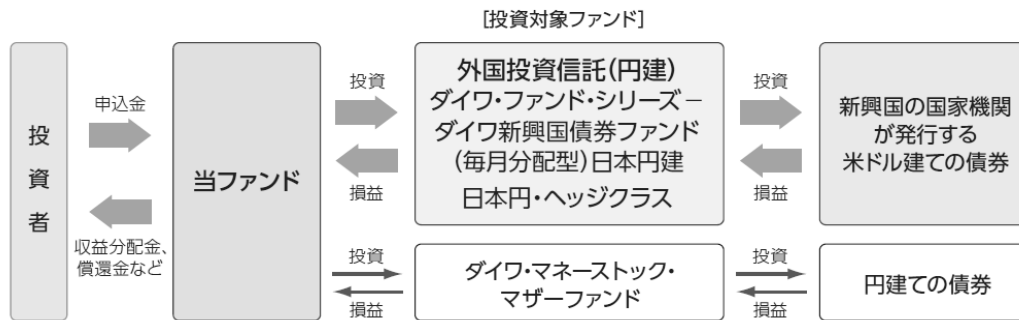 [投資対象ファンド]
投資者
申込金
収益分配金、
償還金など
当ファンド
投資
損益
外国投資信託(円建)
ダイワ・ファンド・シリーズ－
ダイワ新興国債券ファンド
(毎月分配型)日本円建
日本円・ヘッジクラス
投資
損益
新興国の国家機関
が発行する
米ドル建ての債券
投資
損益
ダイワ・マネーストック・
マザーファンド
投資
損益
円建ての債券